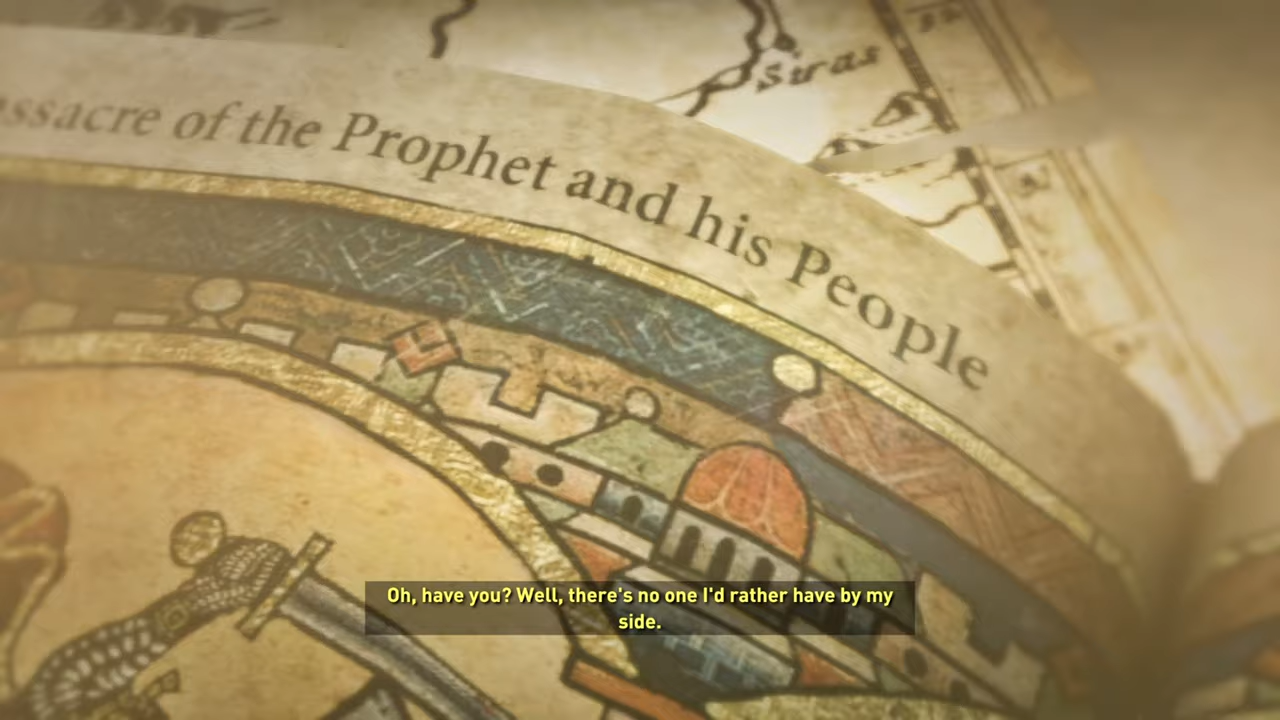 Siras
of the Prophet and his People
Oh, have you? Well, there's no one I'd rather have by my
side.